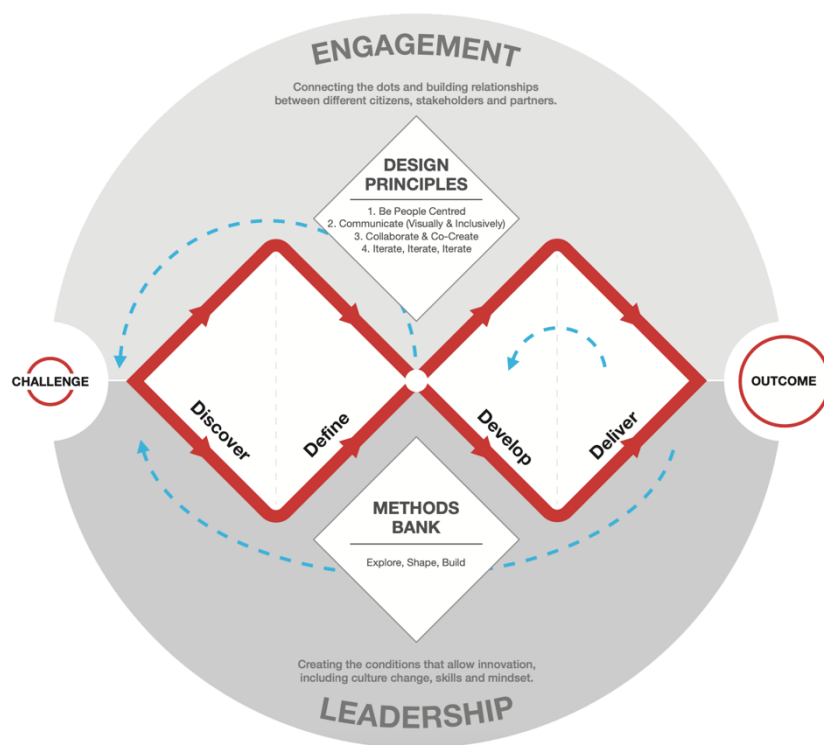 ENGAGEMENT
Connecting the dots and building relationships
between different citizens, stakeholders and partners.
DESIGN
PRINCIPLES
1. Be People Centred
2. Communicate (Visually & Inclusively)
3. Collaborate & Co-Create
4. Iterate, Iterate, Iterate
CHALLENGE
OUTCOME
Discover
Define
Develop
Deliver
METHODS
BANK
Explore, Shape, Build
Creating the conditions that allow innovation,
including culture change, skills and mindset.
LEADERSHIP